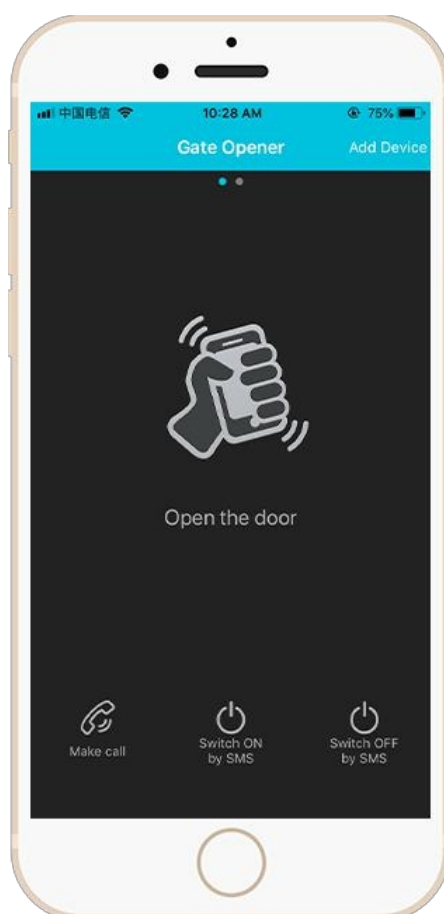 中国电信
10:28 AM
75%
Gate Opener
Add Device
Open the door
Make call
Switch ON
by SMS
Switch OFF
by SMS